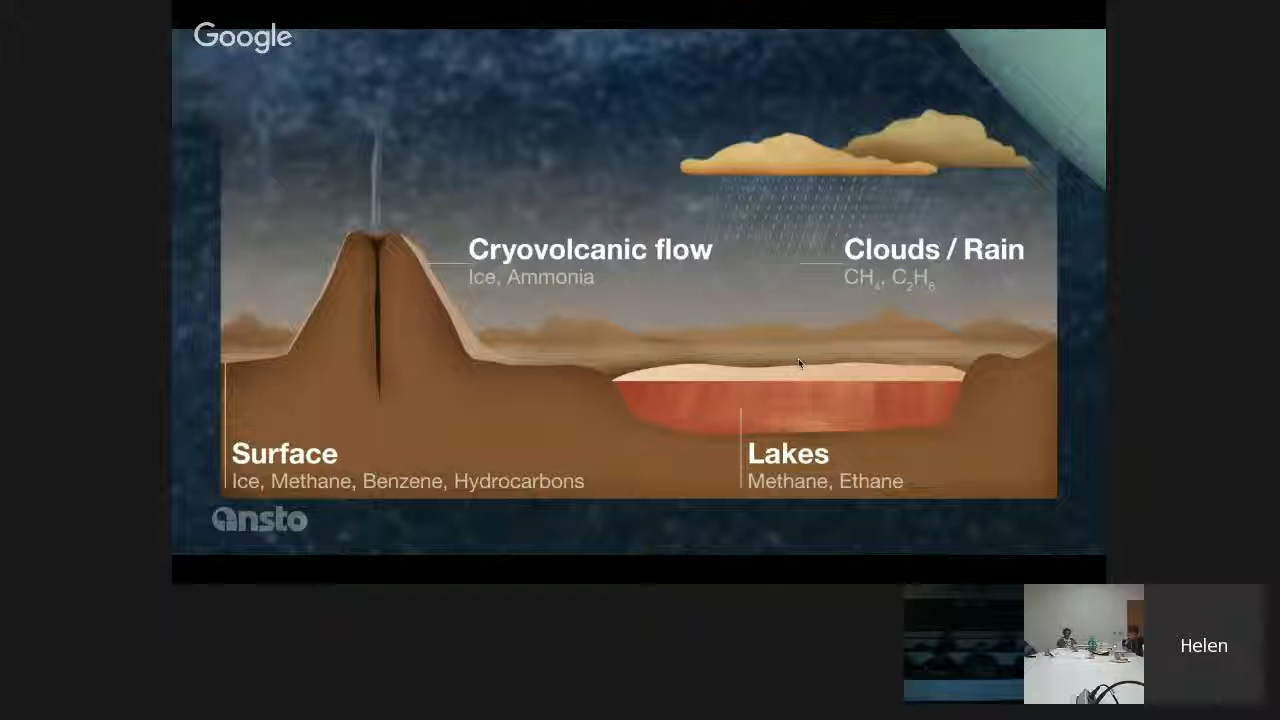 Google
Cryovolcanic flow
Ice, Ammonia
Clouds / Rain
CH₄, C₂H₆
Surface
Ice, Methane, Benzene, Hydrocarbons
Lakes
Methane, Ethane
ansto
Helen